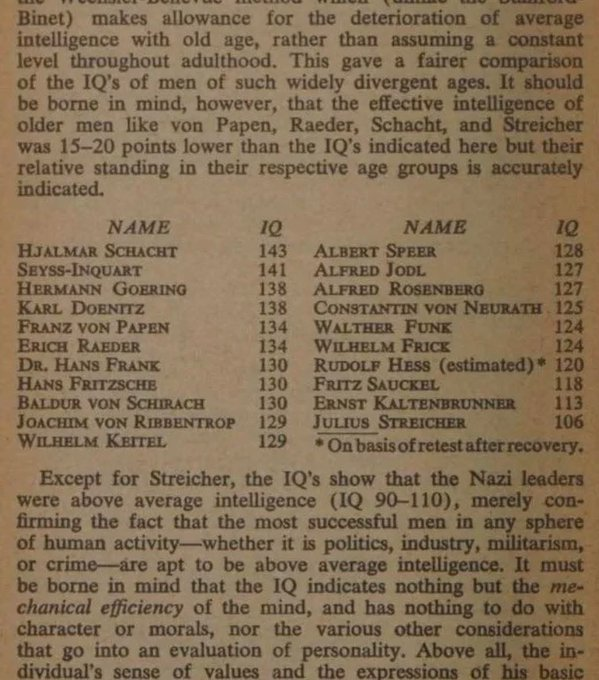 the Wechsler-Bellevue method which (unlike the Stanford-
Binet) makes allowance for the deterioration of average
intelligence with old age, rather than assuming a constant
level throughout adulthood. This gave a fairer comparison
of the IQ's of men of such widely divergent ages. It should
be borne in mind, however, that the effective intelligence of
older men like von Papen, Raeder, Schacht, and Streicher
was 15–20 points lower than the IQ's indicated here but their
relative standing in their respective age groups is accurately
indicated.
NAME IQ NAME IQ
HJALMAR SCHACHT 143 ALBERT SPEER 128
SEYSS-INQUART 141 ALFRED JODL 127
HERMANN GOERING 138 ALFRED ROSENBERG 127
KARL DOENITZ 138 CONSTANTIN VON NEURATH 125
FRANZ VON PAPEN 134 WALTHER FUNK 124
ERICH RAEDER 134 WILHELM FRICK 124
DR. HANS FRANK 130 RUDOLF HESS (estimated)* 120
HANS FRITZSCHE 130 FRITZ SAUCKEL 118
BALDUR VON SCHIRACH 130 ERNST KALTENBRUNNER 113
JOACHIM VON RIBBENTROP 129 JULIUS STREICHER 106
WILHELM KEITEL 129 * On basis of retest after recovery.
Except for Streicher, the IQ's show that the Nazi leaders
were above average intelligence (IQ 90–110), merely con-
firming the fact that the most successful men in any sphere
of human activity—whether it is politics, industry, militarism,
or crime—are apt to be above average intelligence. It must
be borne in mind that the IQ indicates nothing but the me-
chanical efficiency of the mind, and has nothing to do with
character or morals, nor the various other considerations
that go into an evaluation of personality. Above all, the in-
dividual's sense of values and the expressions of his basic